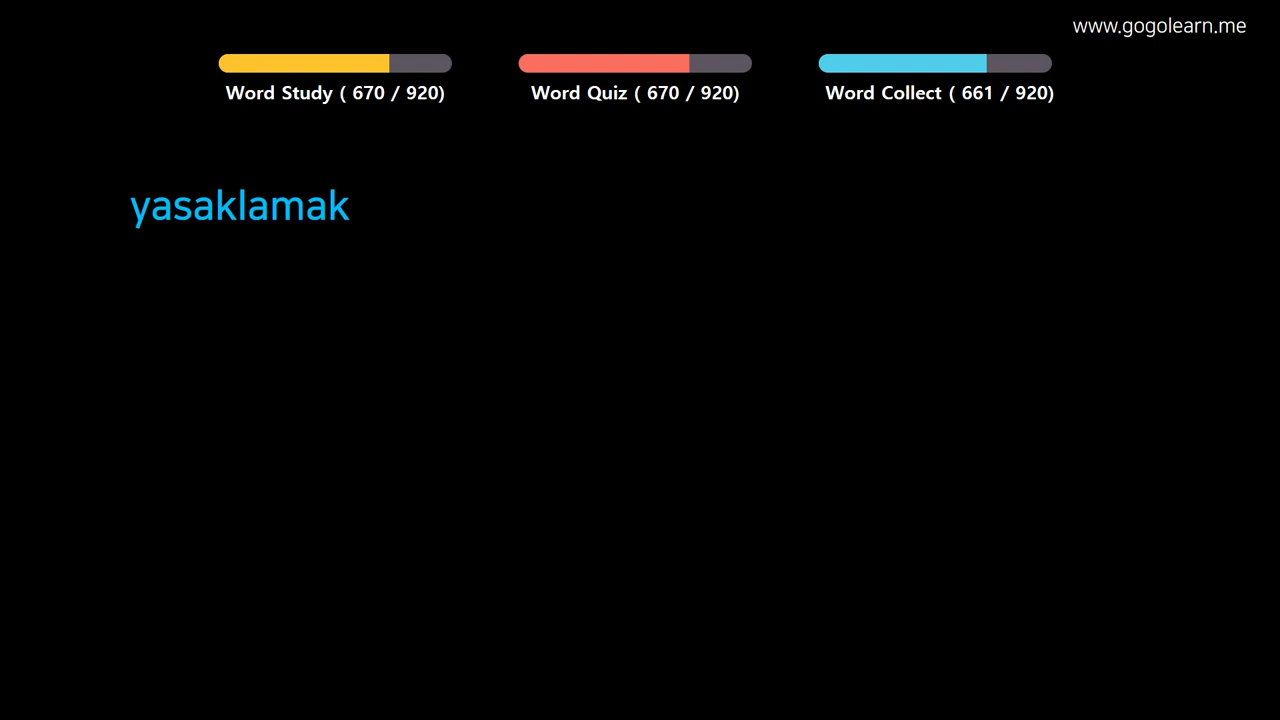 www.gogolearn.me
Word Study ( 670 / 920)
Word Quiz ( 670 / 920)
Word Collect ( 661 / 920)
yasaklamak